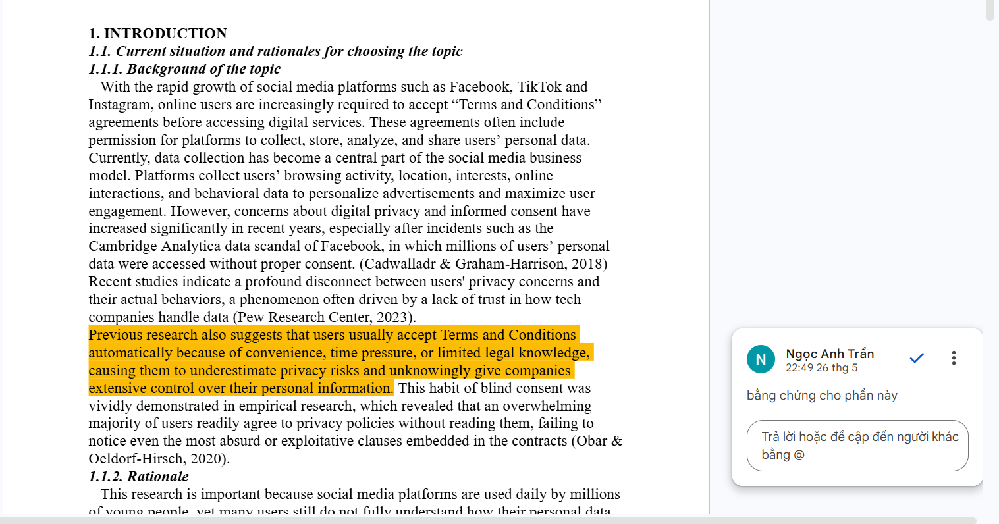 1. INTRODUCTION
1.1. Current situation and rationales for choosing the topic
1.1.1. Background of the topic
With the rapid growth of social media platforms such as Facebook, TikTok and
Instagram, online users are increasingly required to accept “Terms and Conditions”
agreements before accessing digital services. These agreements often include
permission for platforms to collect, store, analyze, and share users’ personal data.
Currently, data collection has become a central part of the social media business
model. Platforms collect users’ browsing activity, location, interests, online
interactions, and behavioral data to personalize advertisements and maximize user
engagement. However, concerns about digital privacy and informed consent have
increased significantly in recent years, especially after incidents such as the
Cambridge Analytica data scandal of Facebook, in which millions of users’ personal
data were accessed without proper consent. (Cadwalladr & Graham-Harrison, 2018)
Recent studies indicate a profound disconnect between users' privacy concerns and
their actual behaviors, a phenomenon often driven by a lack of trust in how tech
companies handle data (Pew Research Center, 2023).
Previous research also suggests that users usually accept Terms and Conditions
automatically because of convenience, time pressure, or limited legal knowledge,
causing them to underestimate privacy risks and unknowingly give companies
extensive control over their personal information. This habit of blind consent was
vividly demonstrated in empirical research, which revealed that an overwhelming
majority of users readily agree to privacy policies without reading them, failing to
notice even the most absurd or exploitative clauses embedded in the contracts (Obar &
Oeldorf-Hirsch, 2020).
1.1.2. Rationale
This research is important because social media platforms are used daily by millions
of young people, yet many users still do not fully understand how their personal data
N
Ngọc Anh Trần
22:49 26 thg 5
bằng chứng cho phần này
Trả lời hoặc đề cập đến người khác
bằng @